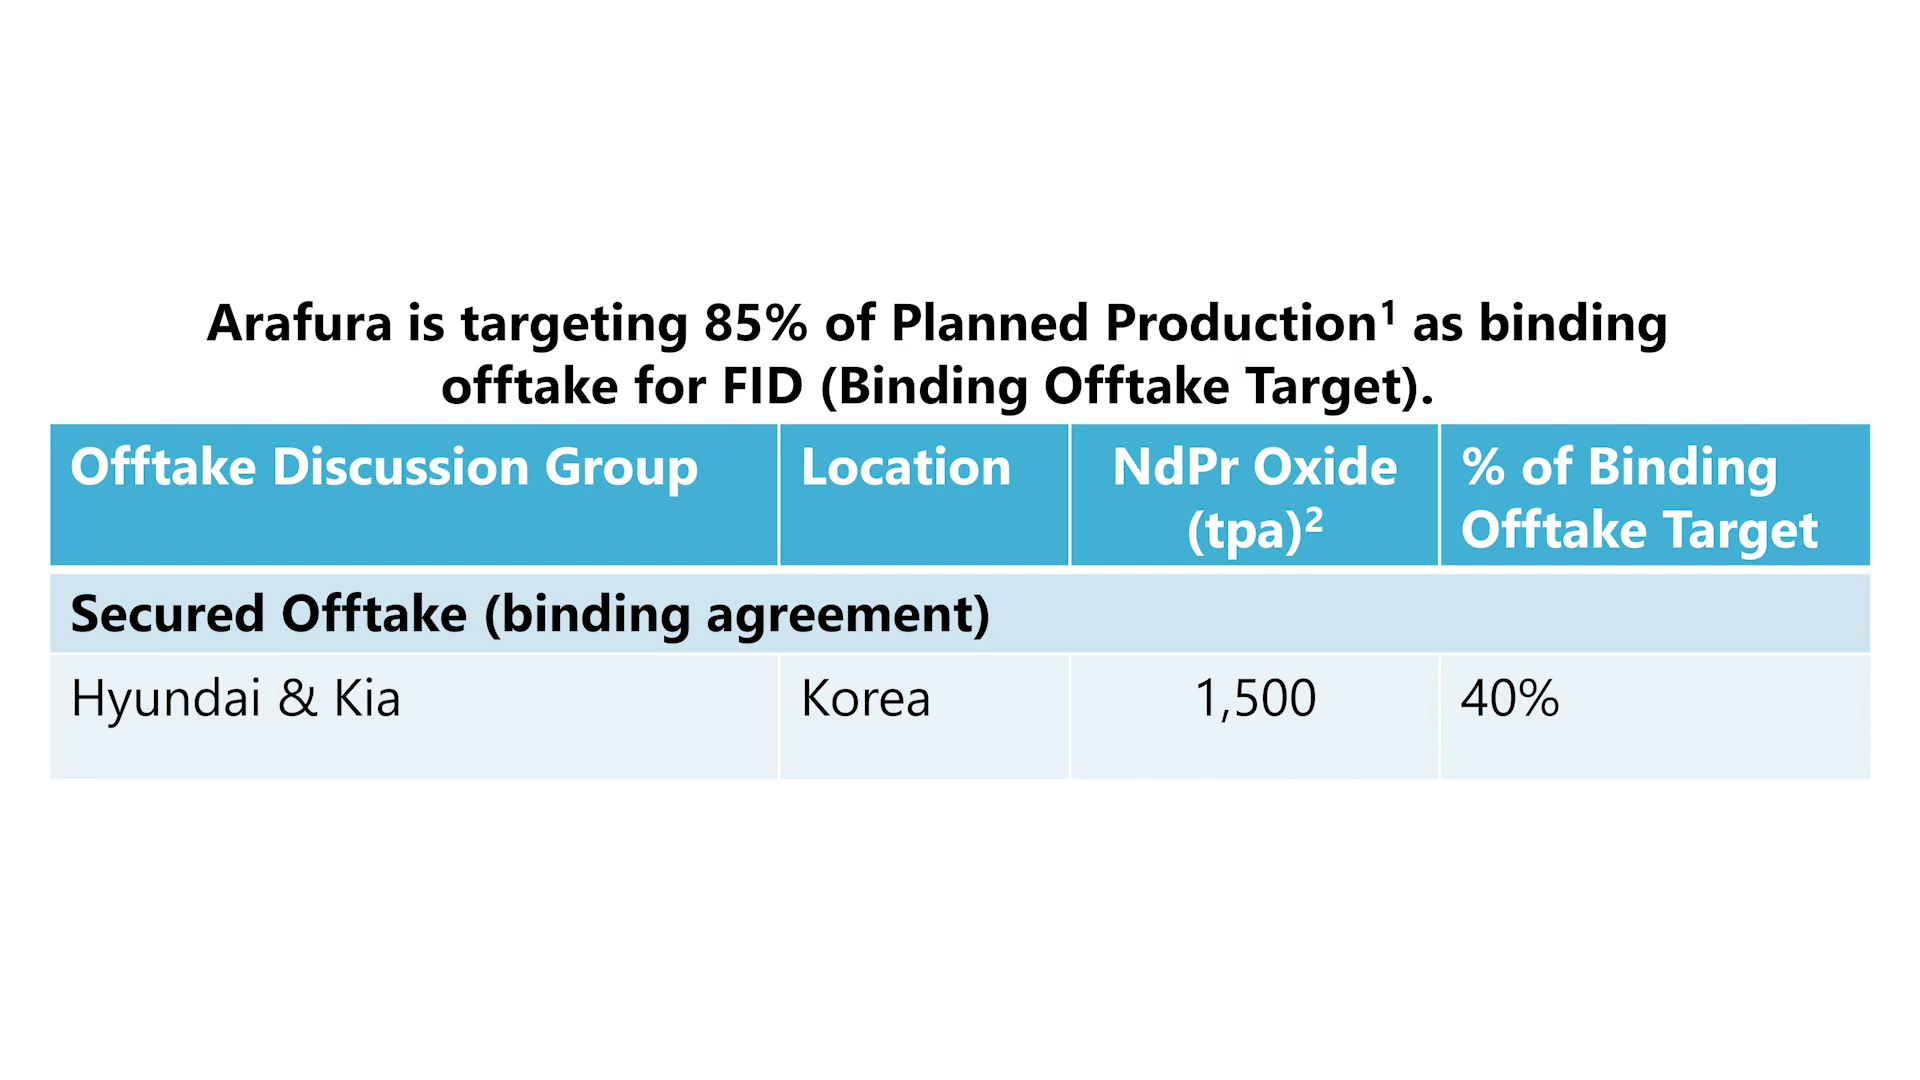 Arafura is targeting 85% of Planned Production¹ as binding
offtake for FID (Binding Offtake Target).
Offtake Discussion Group Location NdPr Oxide (tpa)² % of Binding Offtake Target
Secured Offtake (binding agreement)
Hyundai & Kia Korea 1,500 40%